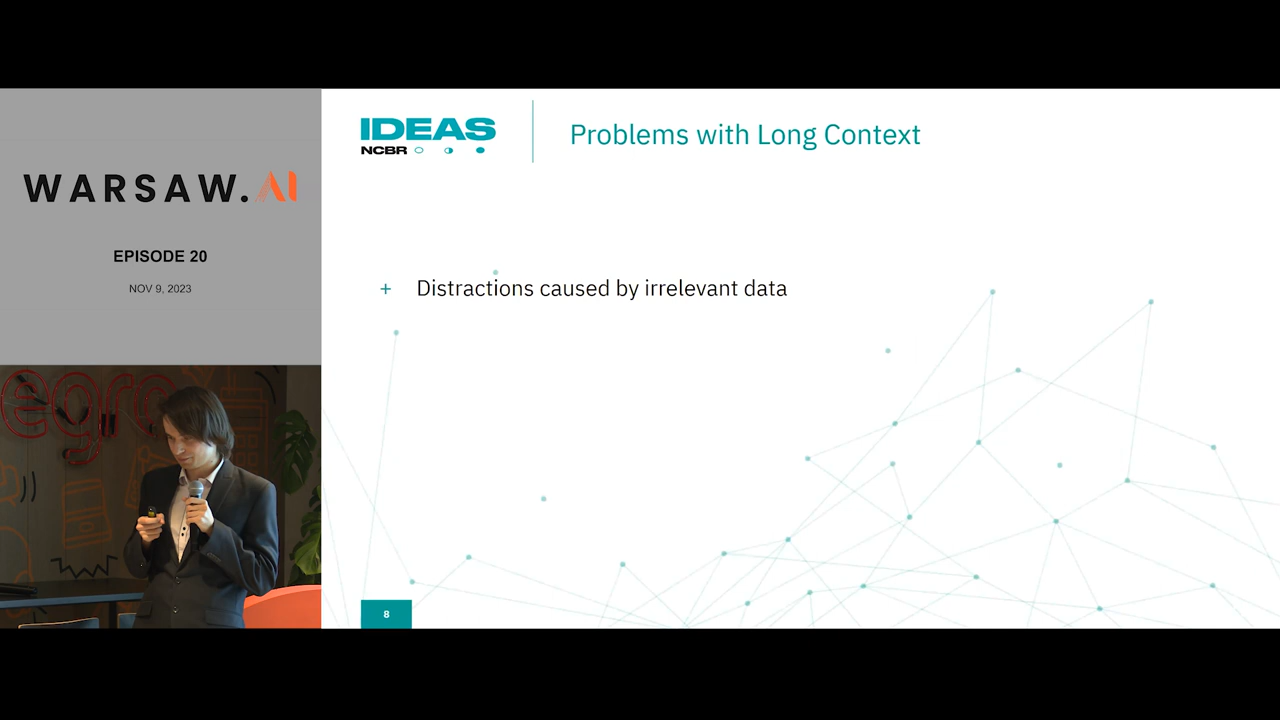 WARSAW.AI
EPISODE 20
NOV 9, 2023
egro
IDEAS
NCBR
Problems with Long Context
+ Distractions caused by irrelevant data
8